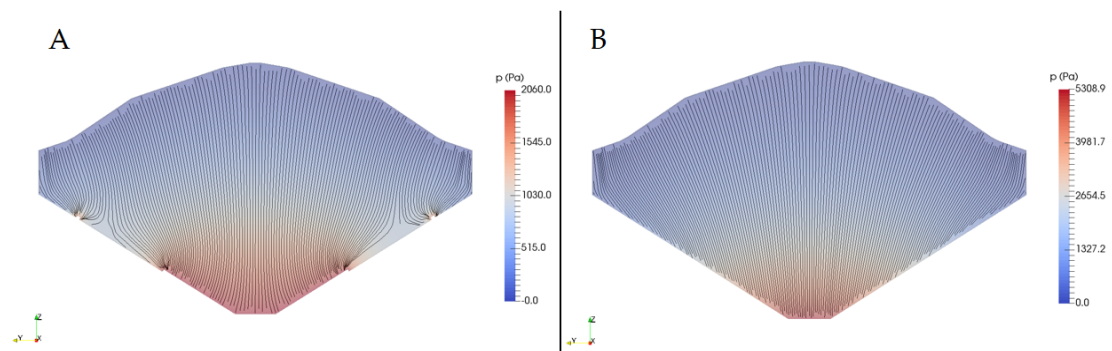 A
p (Pa)
2060.0
1545.0
1030.0
515.0
-0.0
Z
Y
X
B
p (Pa)
5308.9
3981.7
2654.5
1327.2
0.0
Z
Y
X